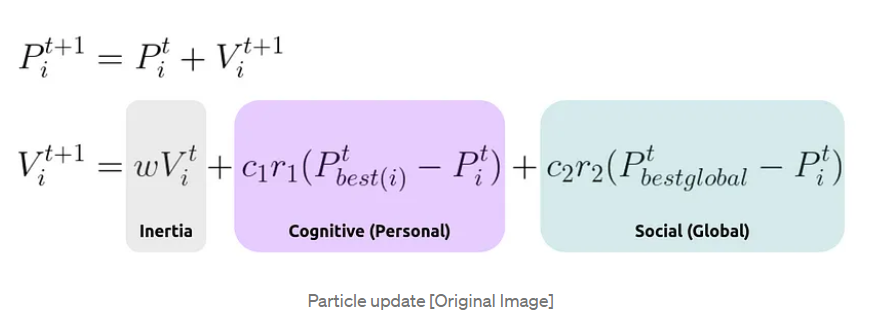 $P_i^{t+1} = P_i^t + V_i^{t+1}$
$V_i^{t+1} = wV_i^t + c_1r_1(P_{best(i)}^t - P_i^t) + c_2r_2(P_{bestglobal}^t - P_i^t)$
Inertia Cognitive (Personal) Social (Global)
Particle update [Original Image]